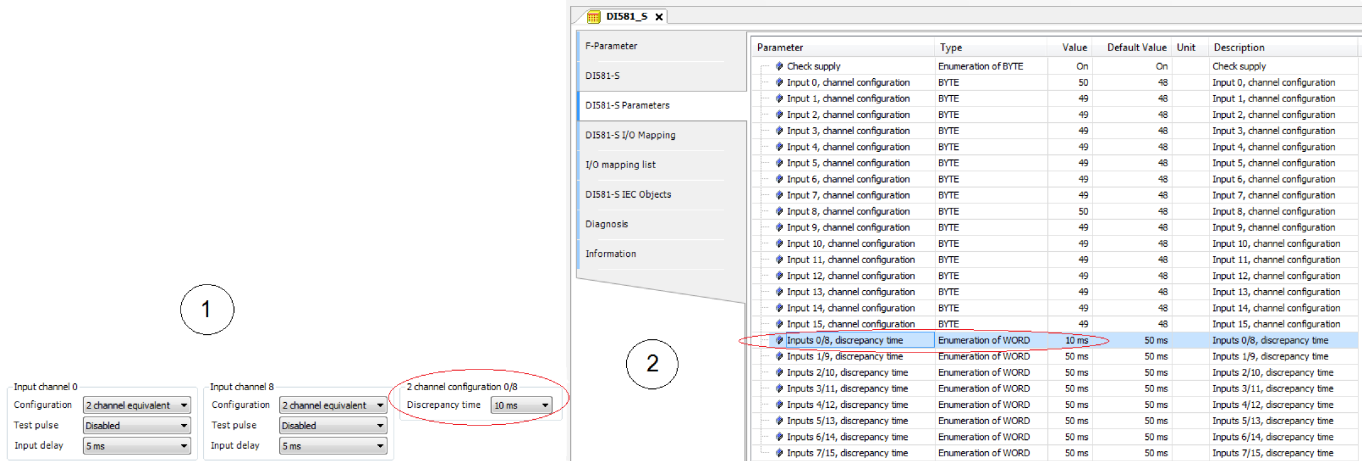 1
Input channel 0
Configuration 2 channel equivalent
Test pulse Disabled
Input delay 5 ms
Input channel 8
Configuration 2 channel equivalent
Test pulse Disabled
Input delay 5 ms
2 channel configuration 0/8
Discrepancy time 10 ms
DI581_S x
F-Parameter
DI581-S
DI581-S Parameters
DI581-S I/O Mapping
I/O mapping list
DI581-S IEC Objects
Diagnosis
Information
2
Parameter Type Value Default Value Unit Description
Check supply Enumeration of BYTE On On Check supply
Input 0, channel configuration BYTE 50 48 Input 0, channel configuration
Input 1, channel configuration BYTE 49 48 Input 1, channel configuration
Input 2, channel configuration BYTE 49 48 Input 2, channel configuration
Input 3, channel configuration BYTE 49 48 Input 3, channel configuration
Input 4, channel configuration BYTE 49 48 Input 4, channel configuration
Input 5, channel configuration BYTE 49 48 Input 5, channel configuration
Input 6, channel configuration BYTE 49 48 Input 6, channel configuration
Input 7, channel configuration BYTE 49 48 Input 7, channel configuration
Input 8, channel configuration BYTE 50 48 Input 8, channel configuration
Input 9, channel configuration BYTE 49 48 Input 9, channel configuration
Input 10, channel configuration BYTE 49 48 Input 10, channel configuration
Input 11, channel configuration BYTE 49 48 Input 11, channel configuration
Input 12, channel configuration BYTE 49 48 Input 12, channel configuration
Input 13, channel configuration BYTE 49 48 Input 13, channel configuration
Input 14, channel configuration BYTE 49 48 Input 14, channel configuration
Input 15, channel configuration BYTE 49 48 Input 15, channel configuration
Inputs 0/8, discrepancy time Enumeration of WORD 10 ms 50 ms Inputs 0/8, discrepancy time
Inputs 1/9, discrepancy time Enumeration of WORD 50 ms 50 ms Inputs 1/9, discrepancy time
Inputs 2/10, discrepancy time Enumeration of WORD 50 ms 50 ms Inputs 2/10, discrepancy time
Inputs 3/11, discrepancy time Enumeration of WORD 50 ms 50 ms Inputs 3/11, discrepancy time
Inputs 4/12, discrepancy time Enumeration of WORD 50 ms 50 ms Inputs 4/12, discrepancy time
Inputs 5/13, discrepancy time Enumeration of WORD 50 ms 50 ms Inputs 5/13, discrepancy time
Inputs 6/14, discrepancy time Enumeration of WORD 50 ms 50 ms Inputs 6/14, discrepancy time
Inputs 7/15, discrepancy time Enumeration of WORD 50 ms 50 ms Inputs 7/15, discrepancy time